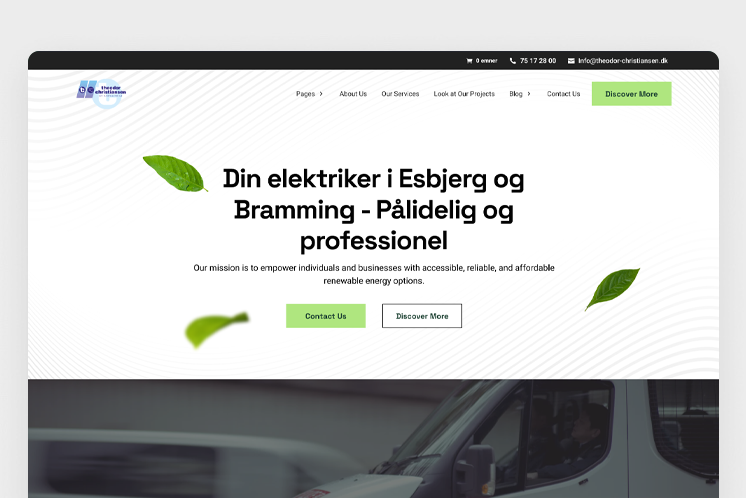 0 emner 75 17 28 00 Info@theodor-christiansen.dk
theodor
christiansen
Pages About Us Our Services Look at Our Projects Blog Contact Us Discover More
Din elektriker i Esbjerg og
Bramming - Pålidelig og
professionel
Our mission is to empower individuals and businesses with accessible, reliable, and affordable
renewable energy options.
Contact Us Discover More